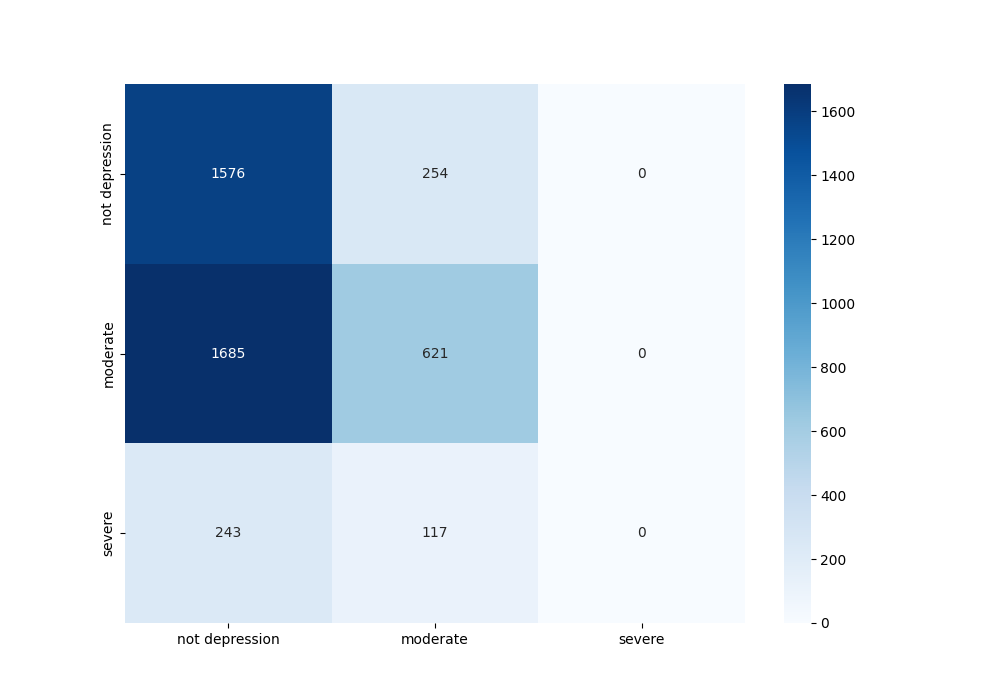 not depression
1576 254 0
moderate
1685 621 0
severe
243 117 0
not depression moderate severe
1600
1400
1200
1000
800
600
400
200
0